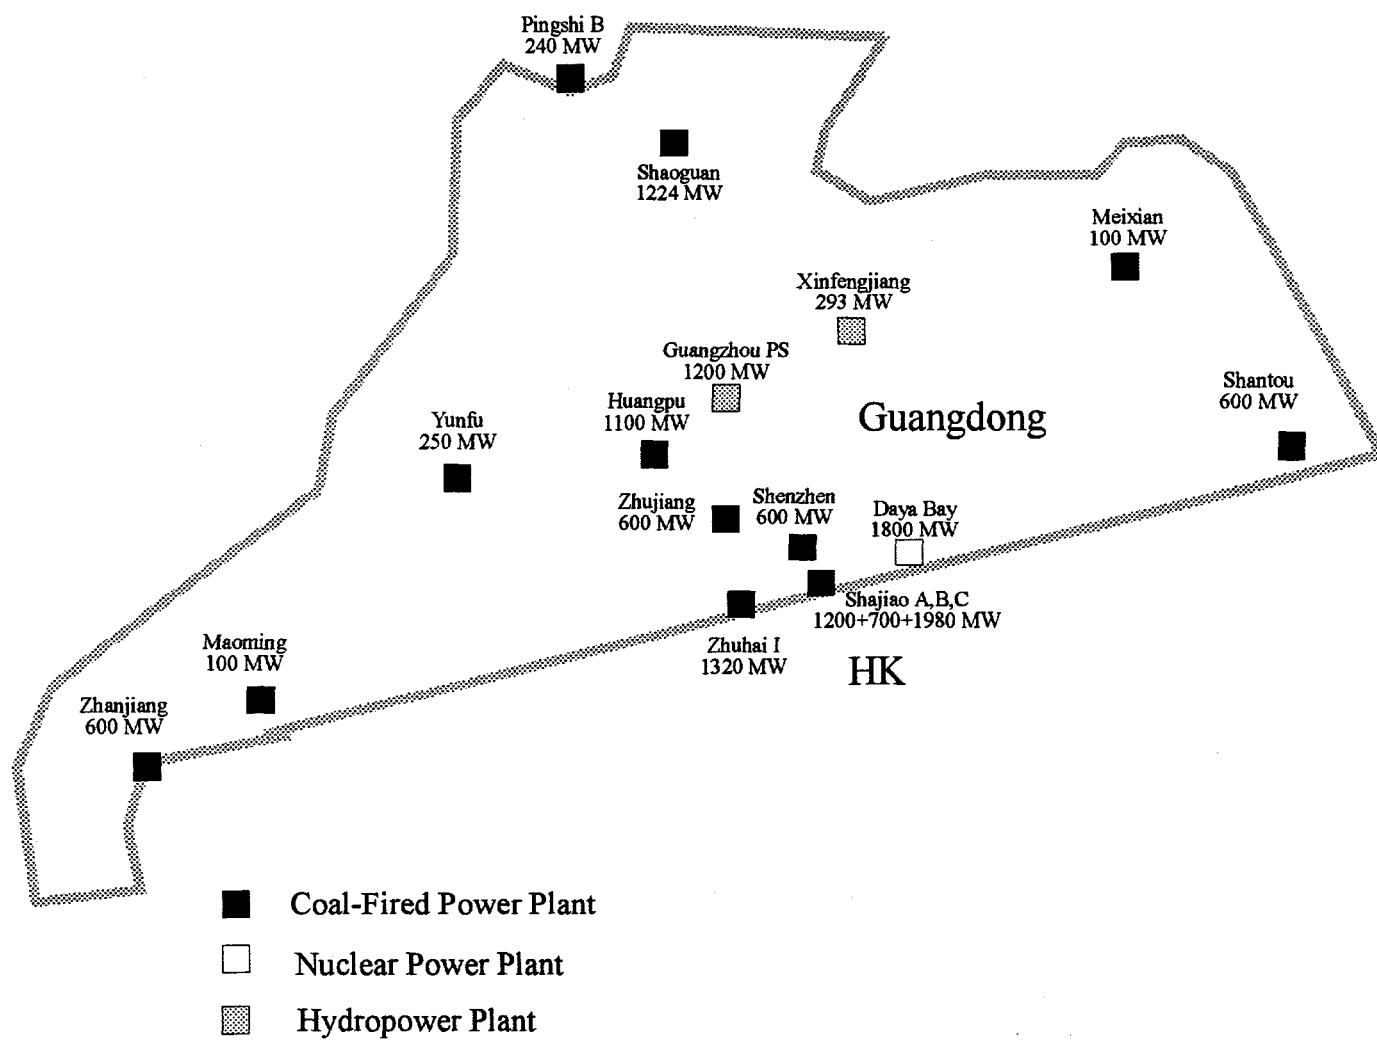 Pingshi B
240 MW
Shaoguan
1224 MW
Meixian
100 MW
Xinfengjiang
293 MW
Guangzhou PS
1200 MW
Shantou
600 MW
Huangpu
1100 MW
Guangdong
Yunfu
250 MW
Zhujiang
600 MW
Shenzhen
600 MW
Daya Bay
1800 MW
Shajiao A,B,C
1200+700+1980 MW
Zhuhai I
1320 MW
HK
Maoming
100 MW
Zhanjiang
600 MW
Coal-Fired Power Plant
Nuclear Power Plant
Hydropower Plant